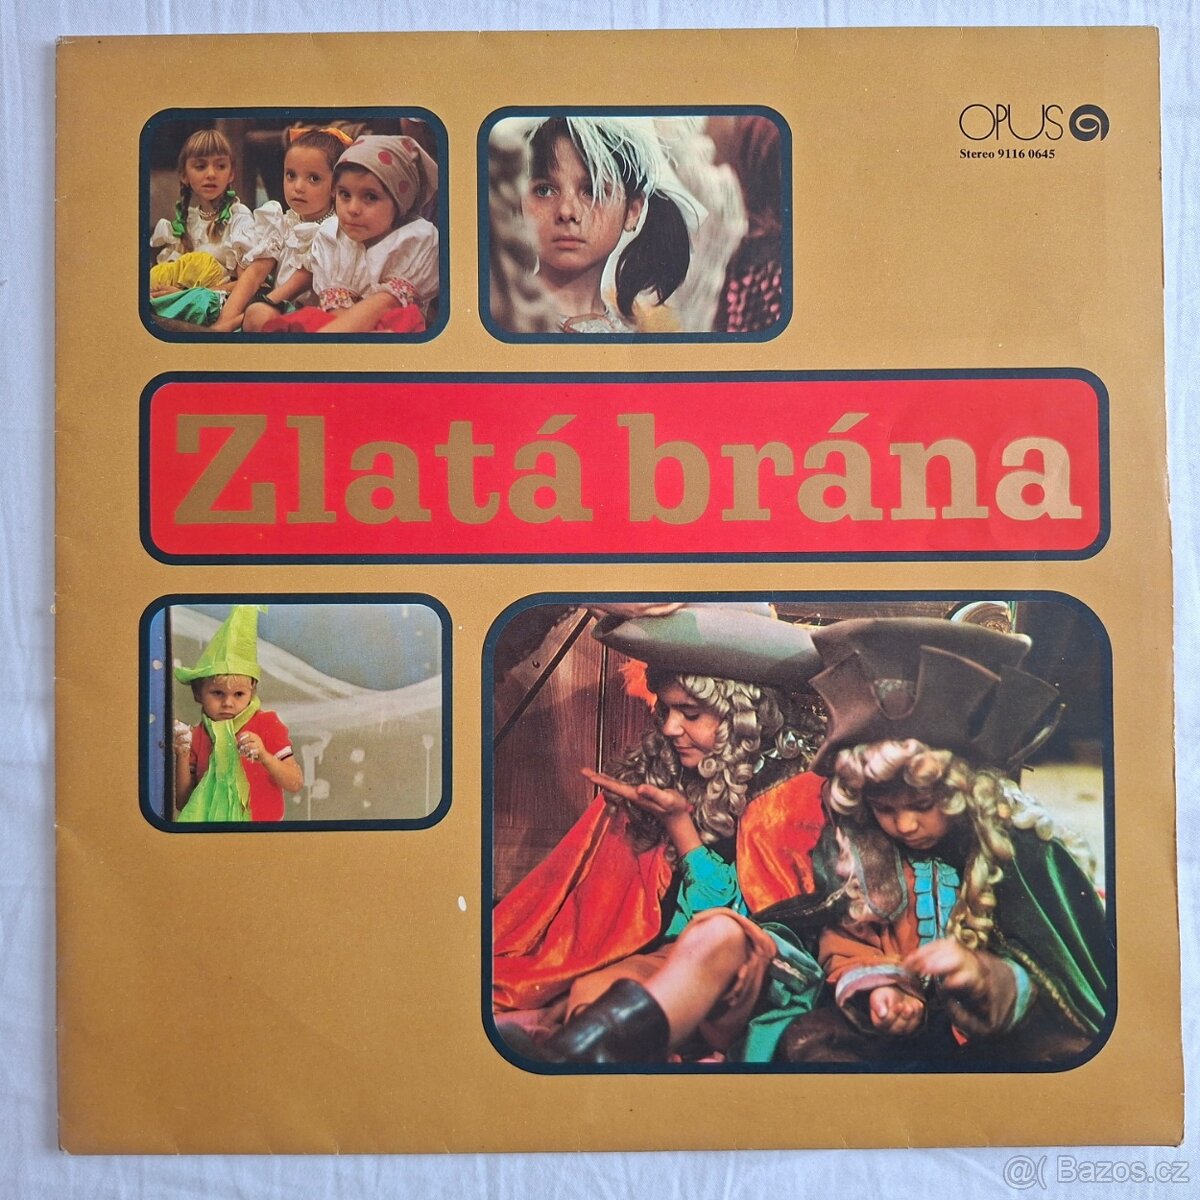 OPUS
Stereo 9116 0645
Zlatá brána
@( Bazos.cz